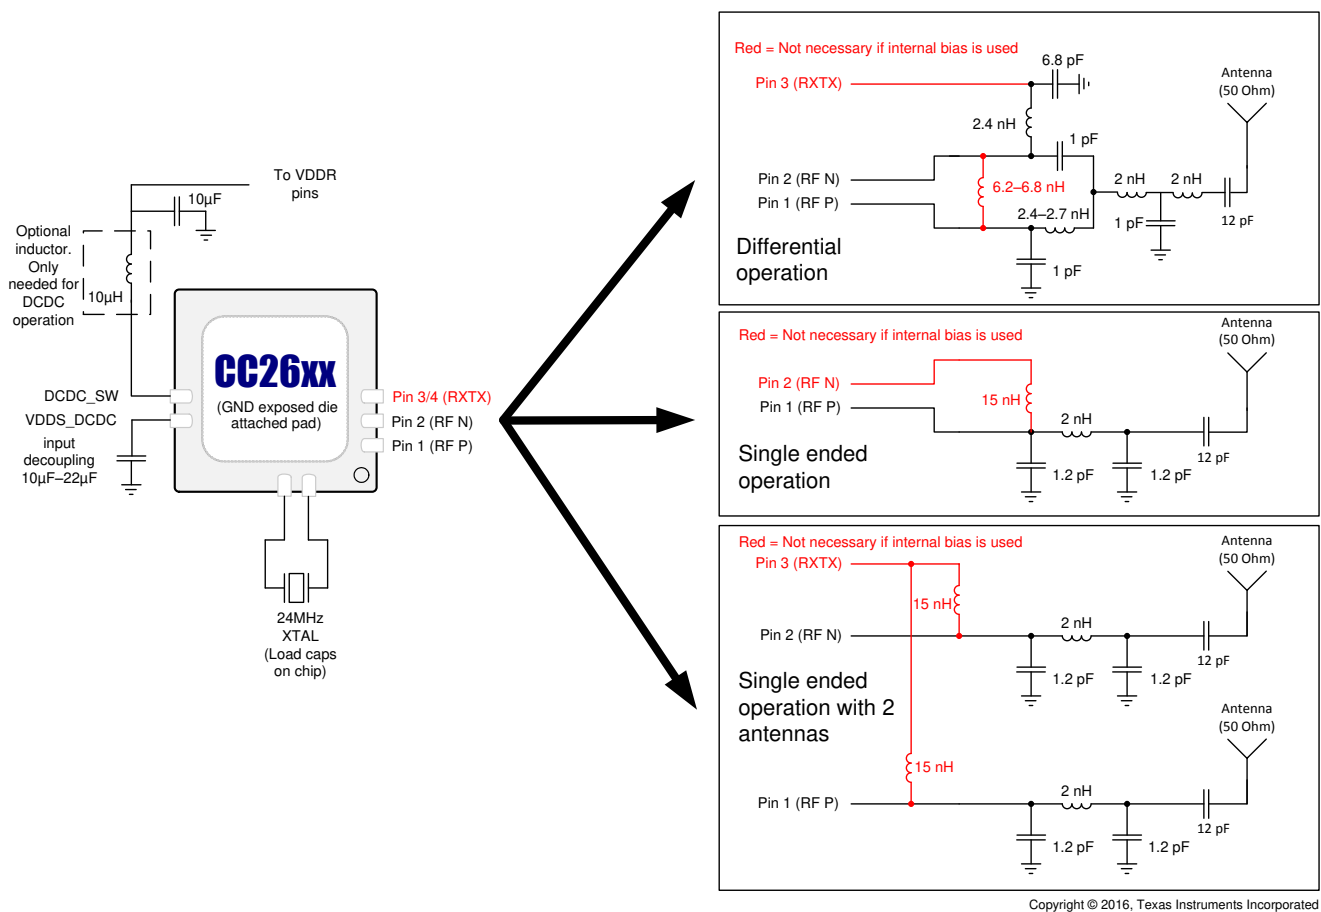 To VDDR
pins
10µF
Optional
inductor.
Only
needed for
DCDC
operation
10µH
CC26xx
(GND exposed die
attached pad)
DCDC_SW
VDDS_DCDC
input
decoupling
10µF–22µF
Pin 3/4 (RXTX)
Pin 2 (RF N)
Pin 1 (RF P)
24MHz
XTAL
(Load caps
on chip)
Red = Not necessary if internal bias is used
Pin 3 (RXTX)
6.8 pF
Antenna
(50 Ohm)
2.4 nH
1 pF
Pin 2 (RF N)
6.2–6.8 nH
2 nH
2 nH
Pin 1 (RF P)
2.4–2.7 nH
1 pF
12 pF
Differential
operation
1 pF
Red = Not necessary if internal bias is used
Antenna
(50 Ohm)
Pin 2 (RF N)
15 nH
Pin 1 (RF P)
2 nH
12 pF
Single ended
operation
1.2 pF
1.2 pF
Red = Not necessary if internal bias is used
Pin 3 (RXTX)
Antenna
(50 Ohm)
15 nH
Pin 2 (RF N)
2 nH
12 pF
1.2 pF
1.2 pF
Single ended
operation with 2
antennas
Antenna
(50 Ohm)
15 nH
Pin 1 (RF P)
2 nH
12 pF
1.2 pF
1.2 pF
Copyright © 2016, Texas Instruments Incorporated